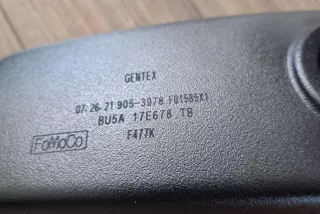 GENTEX
07-26-21 905-3978 F01585X1
BU5A 17E678 TB
F477K
FoMoCo